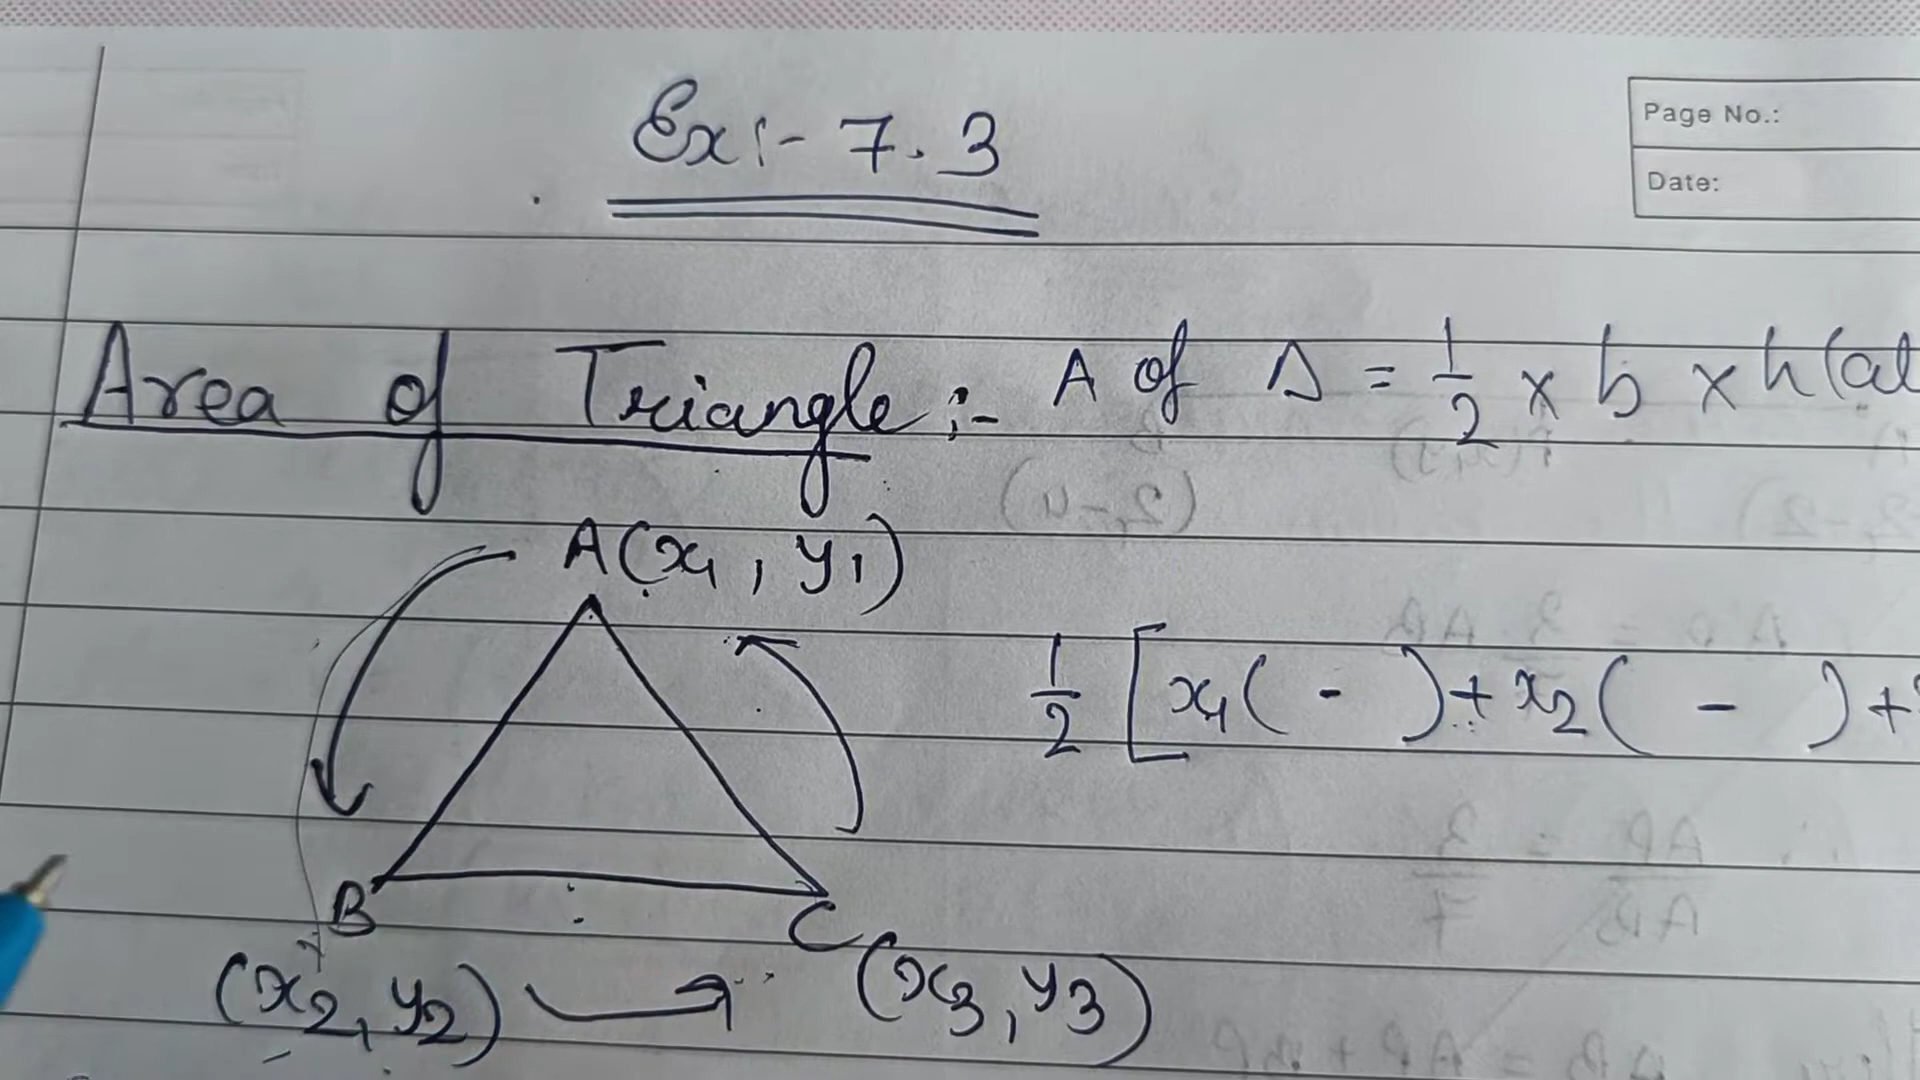 Ex:- 7.3
Page No.:
Date:
Area of Triangle :- A of Δ = 1/2 × b × h (al
A(x₁, y₁)
1/2 [x₁( - ) + x₂( - ) +
B
C
(x₂, y₂)
(x₃, y₃)